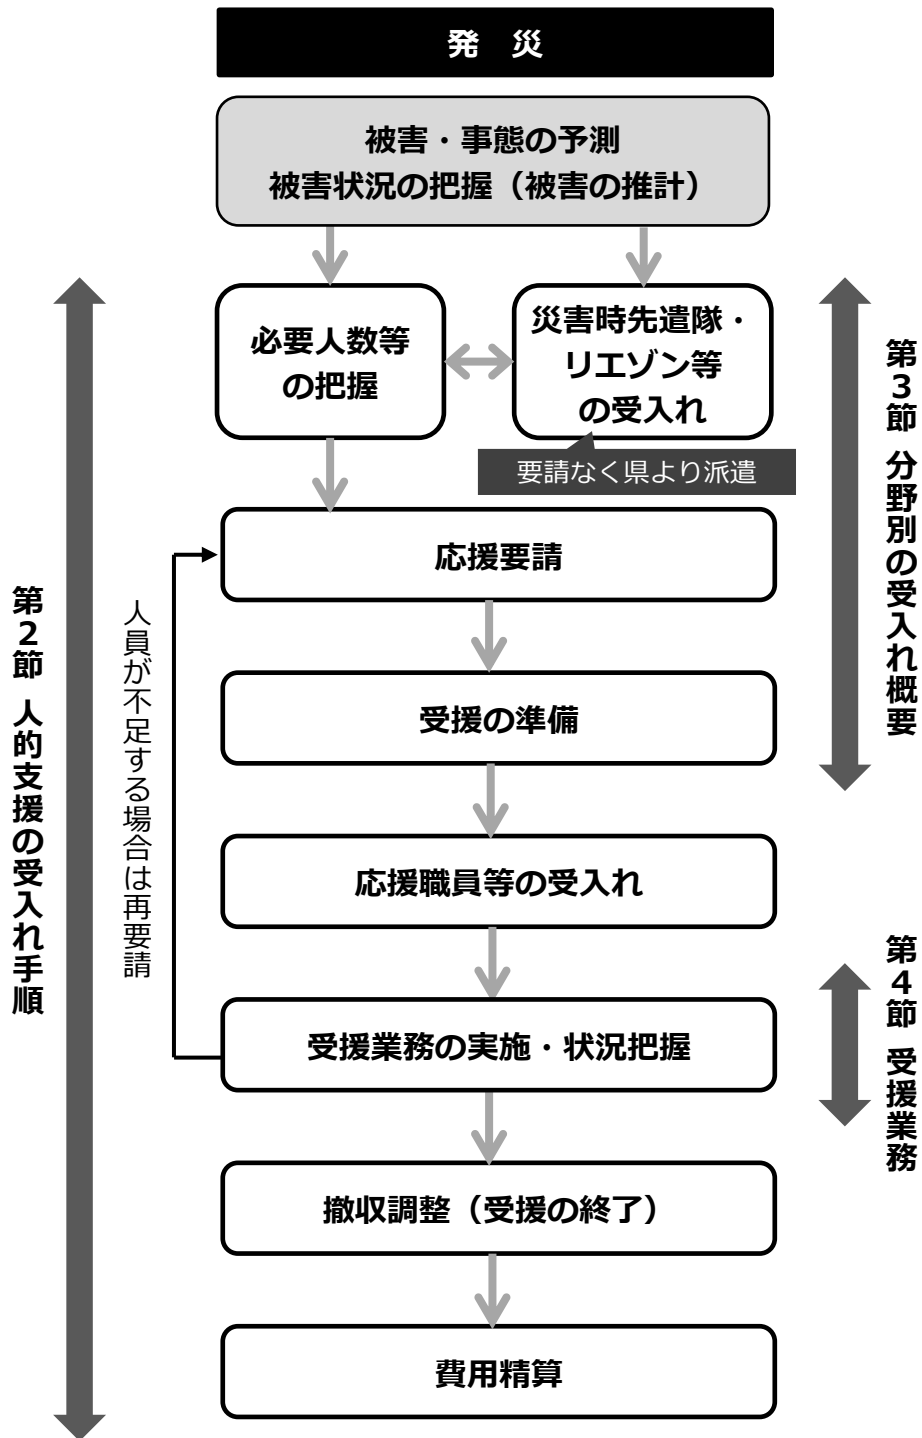 発 災
被害・事態の予測
被害状況の把握(被害の推計)
必要人数等
の把握
災害時先遣隊・
リエゾン等
の受入れ
要請なく県より派遣
応援要請
受援の準備
応援職員等の受入れ
受援業務の実施・状況把握
撤収調整(受援の終了)
費用精算
人員が不足する場合は再要請
第2節 人的支援の受入れ手順
第3節 分野別の受入れ概要
第4節 受援業務